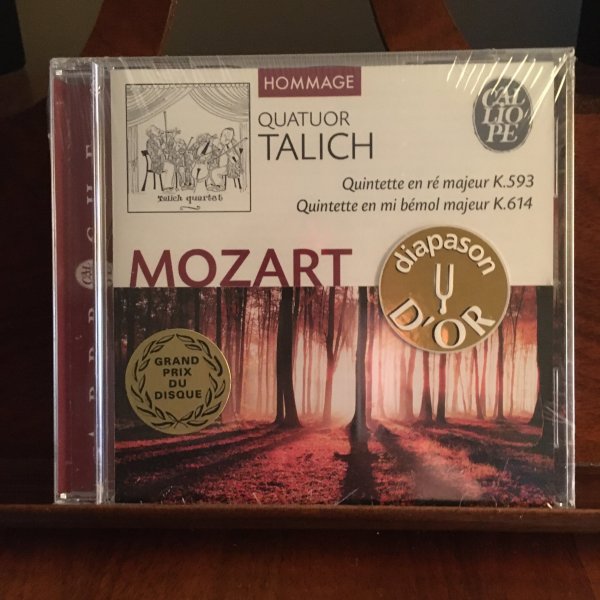 HOMMAGE
QUATUOR
TALICH
Talich quartet
CAL
LIO
PE
Quintette en ré majeur K.593
Quintette en mi bémol majeur K.614
MOZART
diapason
D'OR
GRAND
PRIX
DU
DISQUE
CAL